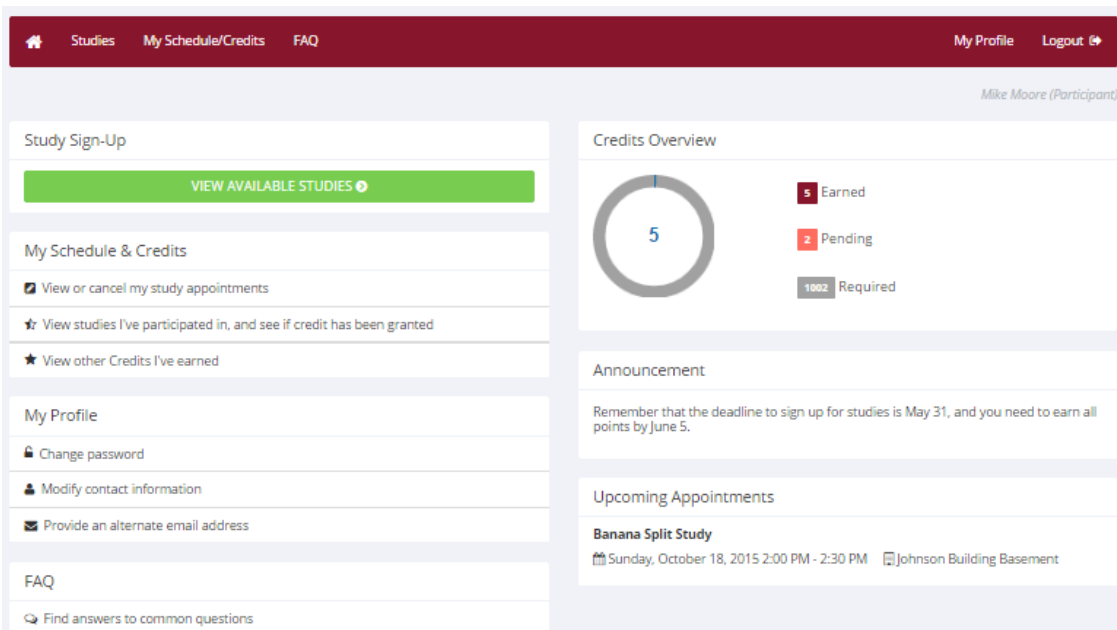 Studies My Schedule/Credits FAQ My Profile Logout
Mike Moore (Participant)
Study Sign-Up
VIEW AVAILABLE STUDIES
My Schedule & Credits
View or cancel my study appointments
View studies I've participated in, and see if credit has been granted
View other Credits I've earned
My Profile
Change password
Modify contact information
Provide an alternate email address
FAQ
Find answers to common questions
Credits Overview
5
5 Earned
2 Pending
1002 Required
Announcement
Remember that the deadline to sign up for studies is May 31, and you need to earn all
points by June 5.
Upcoming Appointments
Banana Split Study
Sunday, October 18, 2015 2:00 PM - 2:30 PM Johnson Building Basement